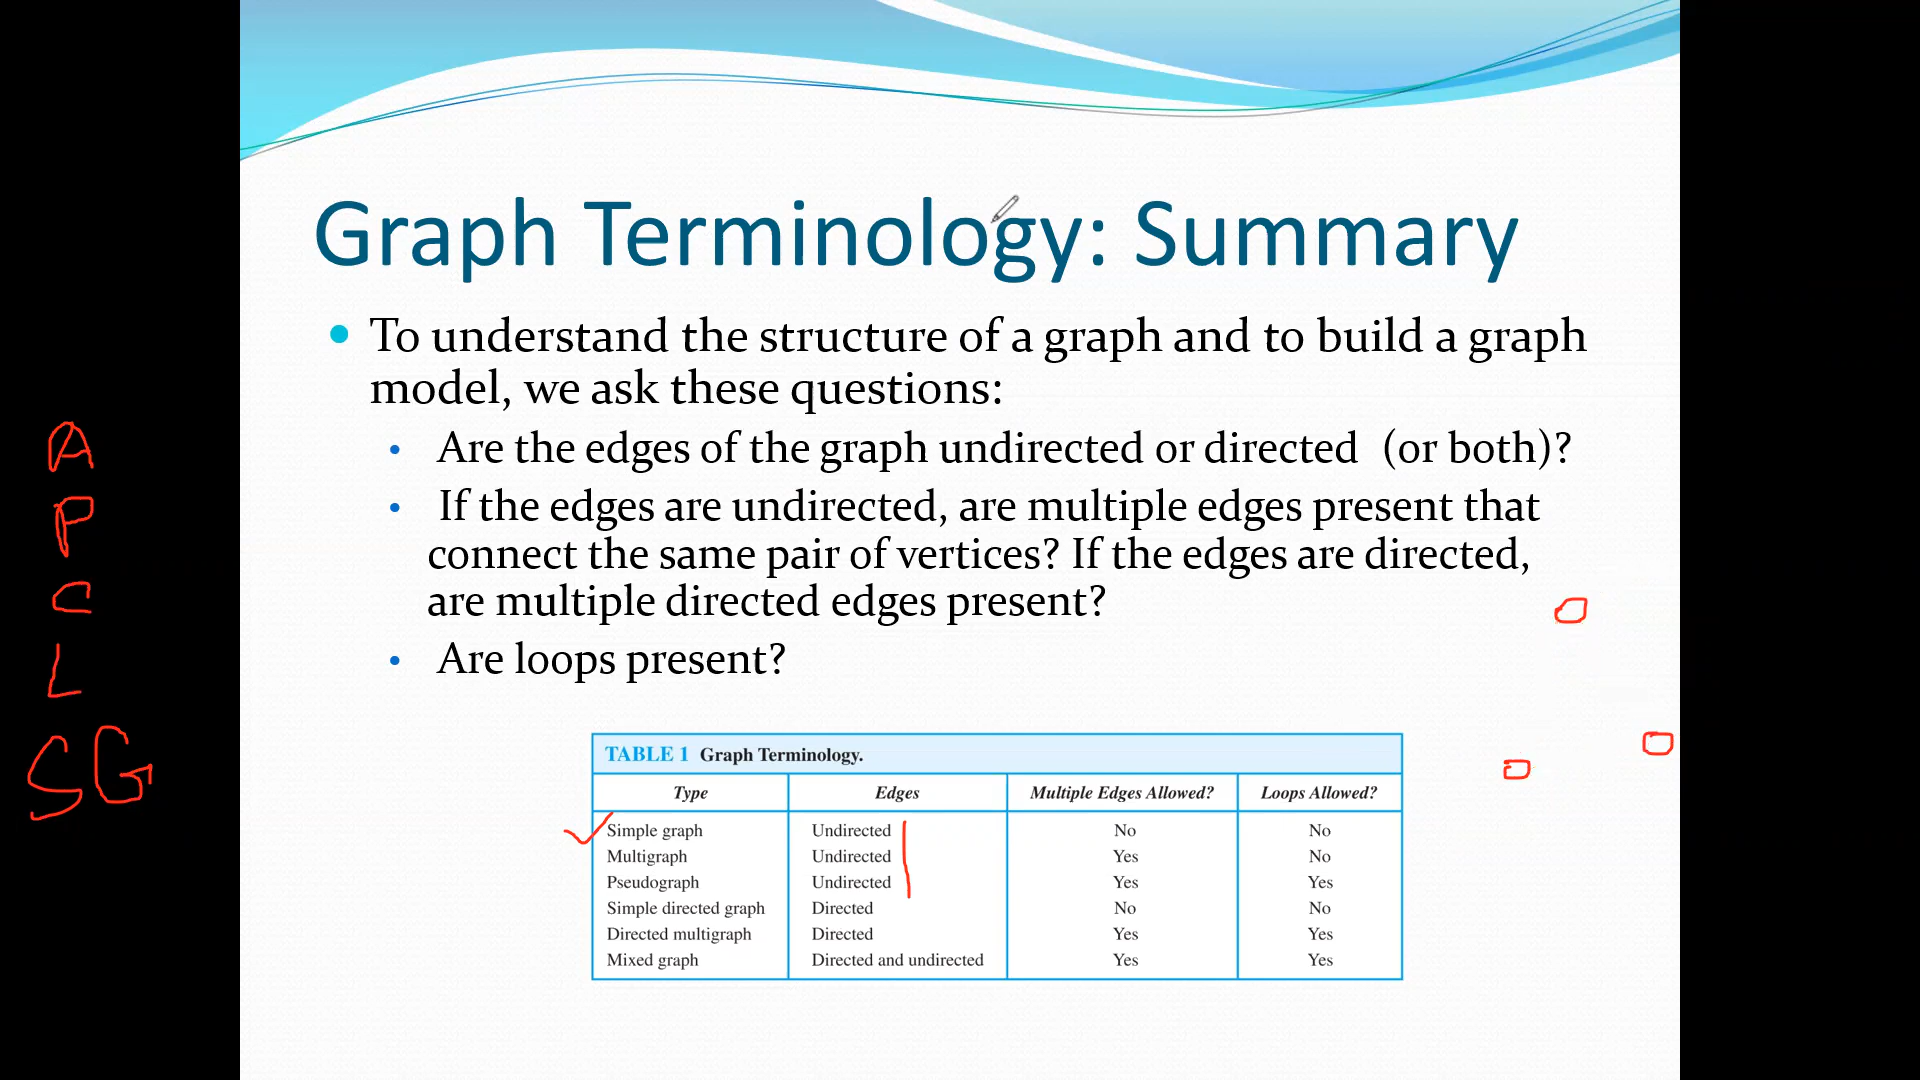 Graph Terminology: Summary
• To understand the structure of a graph and to build a graph
model, we ask these questions:
• Are the edges of the graph undirected or directed (or both)?
• If the edges are undirected, are multiple edges present that
connect the same pair of vertices? If the edges are directed,
are multiple directed edges present?
• Are loops present?
A
P
C
L
SG
TABLE 1 Graph Terminology.
Type Edges Multiple Edges Allowed? Loops Allowed?
Simple graph Undirected No No
Multigraph Undirected Yes No
Pseudograph Undirected Yes Yes
Simple directed graph Directed No No
Directed multigraph Directed Yes Yes
Mixed graph Directed and undirected Yes Yes